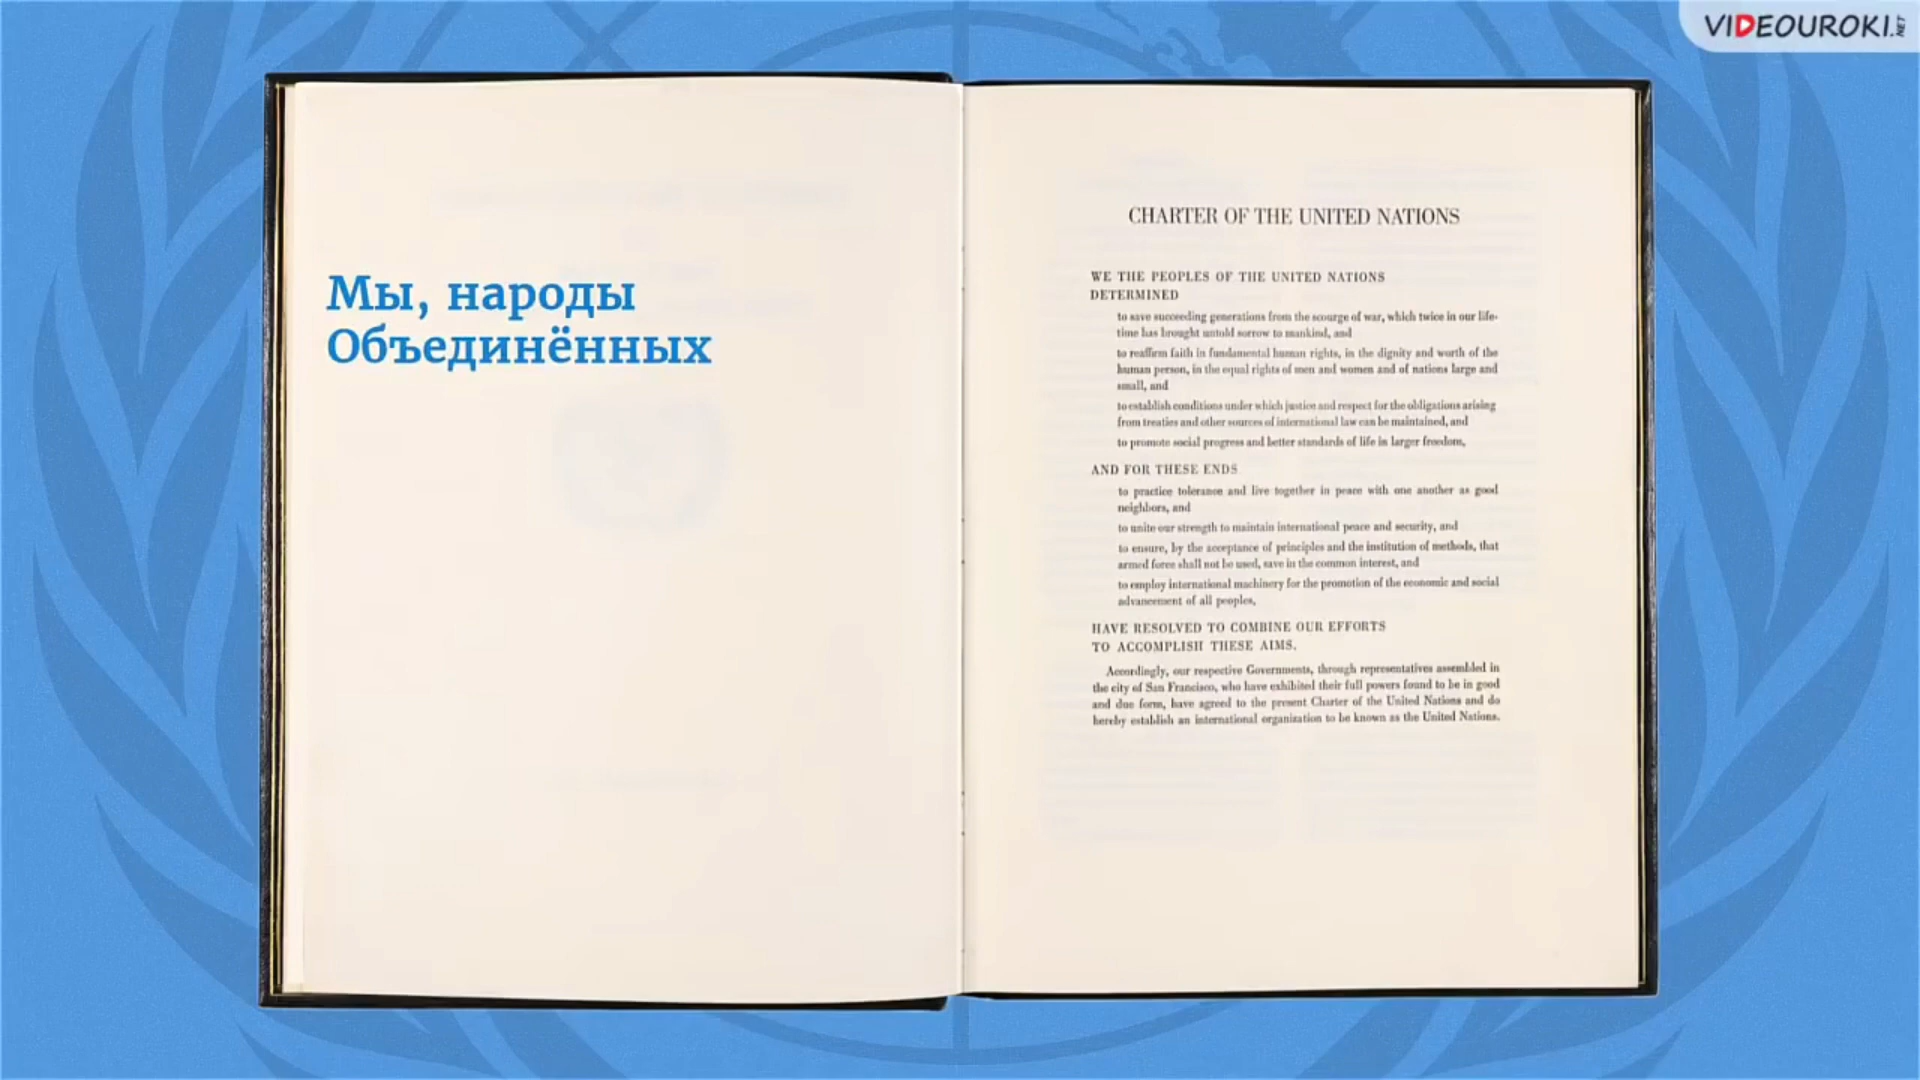 VIDEOUROKI.NET
Мы, народы
Объединённых
CHARTER OF THE UNITED NATIONS
WE THE PEOPLES OF THE UNITED NATIONS
DETERMINED
to save succeeding generations from the scourge of war, which twice in our life-
time has brought untold sorrow to mankind, and
to reaffirm faith in fundamental human rights, in the dignity and worth of the
human person, in the equal rights of men and women and of nations large and
small, and
to establish conditions under which justice and respect for the obligations arising
from treaties and other sources of international law can be maintained, and
to promote social progress and better standards of life in larger freedom,
AND FOR THESE ENDS
to practice tolerance and live together in peace with one another as good
neighbors, and
to unite our strength to maintain international peace and security, and
to ensure, by the acceptance of principles and the institution of methods, that
armed force shall not be used, save in the common interest, and
to employ international machinery for the promotion of the economic and social
advancement of all peoples,
HAVE RESOLVED TO COMBINE OUR EFFORTS
TO ACCOMPLISH THESE AIMS.
Accordingly, our respective Governments, through representatives assembled in
the city of San Francisco, who have exhibited their full powers found to be in good
and due form, have agreed to the present Charter of the United Nations and do
hereby establish an international organization to be known as the United Nations.